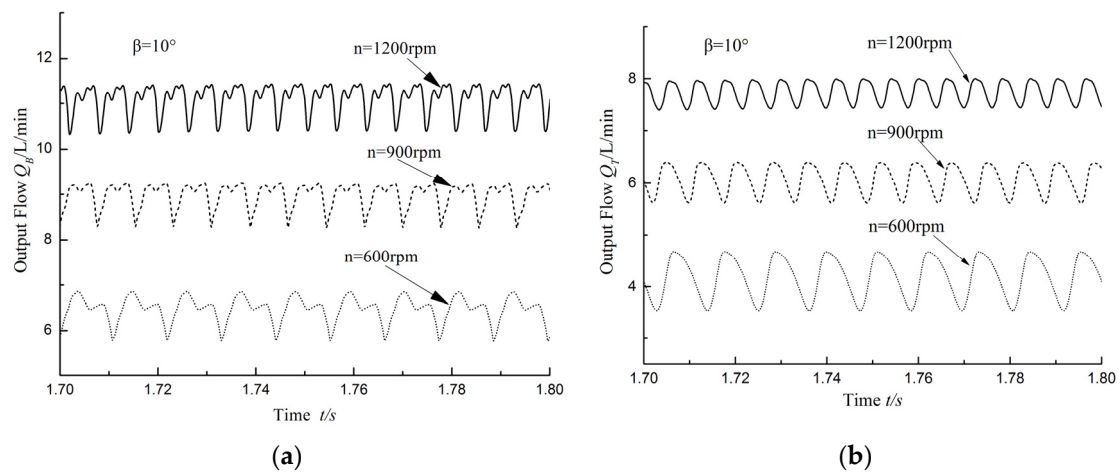 β=10°
n=1200rpm
n=900rpm
n=600rpm
Output Flow Q_B/L/min
12
10
9
8
6
1.70
1.72
1.74
1.76
1.78
1.80
Time t/s
(a)
β=10°
n=1200rpm
n=900rpm
n=600rpm
Output Flow Q_T/L/min
8
6
4
1.70
1.72
1.74
1.76
1.78
1.80
Time t/s
(b)